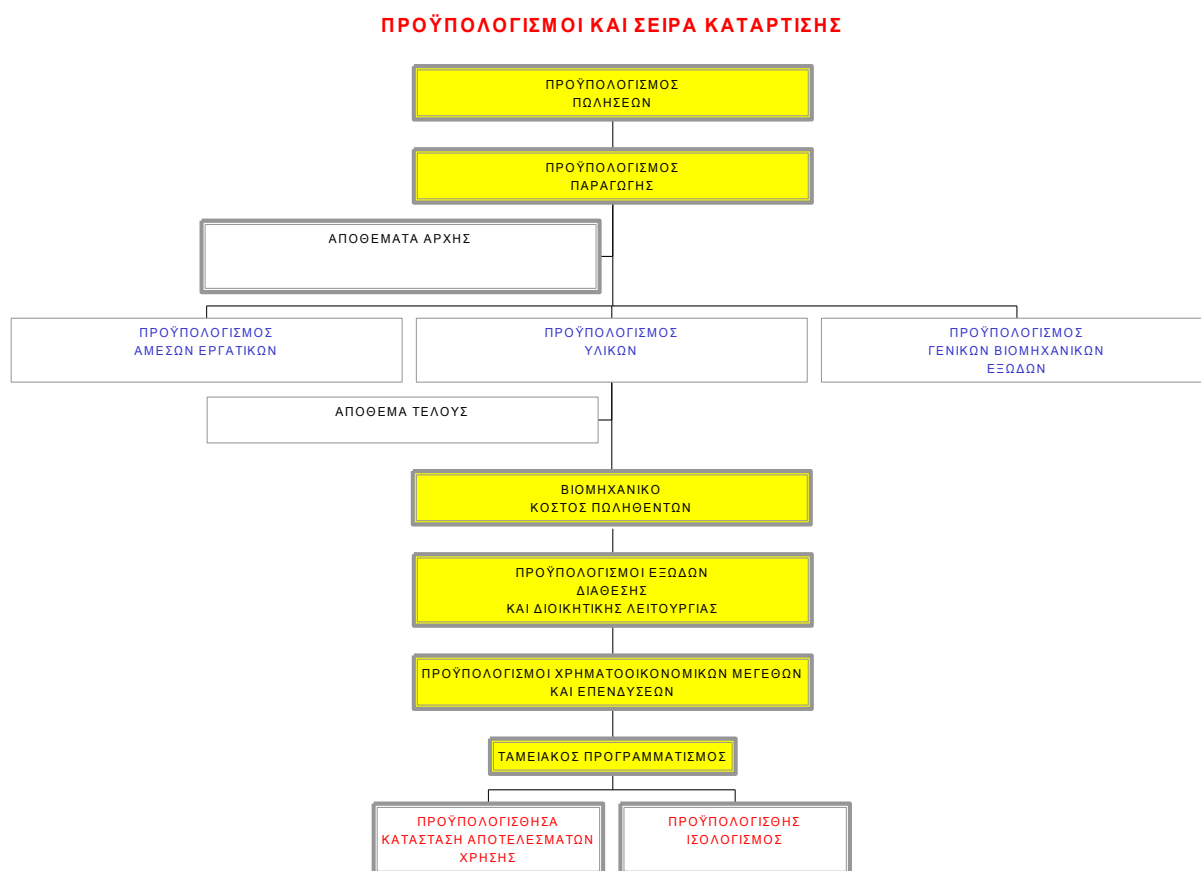 ΠΡΟΫΠΟΛΟΓΙΣΜΟΙ ΚΑΙ ΣΕΙΡΑ ΚΑΤΑΡΤΙΣΗΣ
ΠΡΟΫΠΟΛΟΓΙΣΜΟΣ
ΠΩΛΗΣΕΩΝ
ΠΡΟΫΠΟΛΟΓΙΣΜΟΣ
ΠΑΡΑΓΩΓΗΣ
ΑΠΟΘΕΜΑΤΑ ΑΡΧΗΣ
ΠΡΟΫΠΟΛΟΓΙΣΜΟΣ
ΑΜΕΣΩΝ ΕΡΓΑΤΙΚΩΝ
ΠΡΟΫΠΟΛΟΓΙΣΜΟΣ
ΥΛΙΚΩΝ
ΠΡΟΫΠΟΛΟΓΙΣΜΟΣ
ΓΕΝΙΚΩΝ ΒΙΟΜΗΧΑΝΙΚΩΝ
ΕΞΩΔΩΝ
ΑΠΟΘΕΜΑ ΤΕΛΟΥΣ
ΒΙΟΜΗΧΑΝΙΚΟ
ΚΟΣΤΟΣ ΠΩΛΗΘΕΝΤΩΝ
ΠΡΟΫΠΟΛΟΓΙΣΜΟΙ ΕΞΩΔΩΝ
ΔΙΑΘΕΣΗΣ
ΚΑΙ ΔΙΟΙΚΗΤΙΚΗΣ ΛΕΙΤΟΥΡΓΙΑΣ
ΠΡΟΫΠΟΛΟΓΙΣΜΟΙ ΧΡΗΜΑΤΟΟΙΚΟΝΟΜΙΚΩΝ ΜΕΓΕΘΩΝ
ΚΑΙ ΕΠΕΝΔΥΣΕΩΝ
ΤΑΜΕΙΑΚΟΣ ΠΡΟΓΡΑΜΜΑΤΙΣΜΟΣ
ΠΡΟΫΠΟΛΟΓΙΣΘΗΣΑ
ΚΑΤΑΣΤΑΣΗ ΑΠΟΤΕΛΕΣΜΑΤΩΝ
ΧΡΗΣΗΣ
ΠΡΟΫΠΟΛΟΓΙΣΘΗΣ
ΙΣΟΛΟΓΙΣΜΟΣ